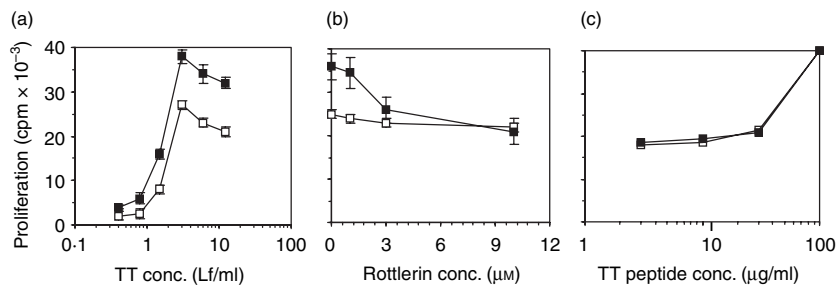 (a)
(b)
(c)
Proliferation (cpm × 10⁻³)
40
30
20
10
0
0·1
1
10
100
TT conc. (Lf/ml)
0
3
6
9
12
Rottlerin conc. (μM)
1
10
100
TT peptide conc. (μg/ml)